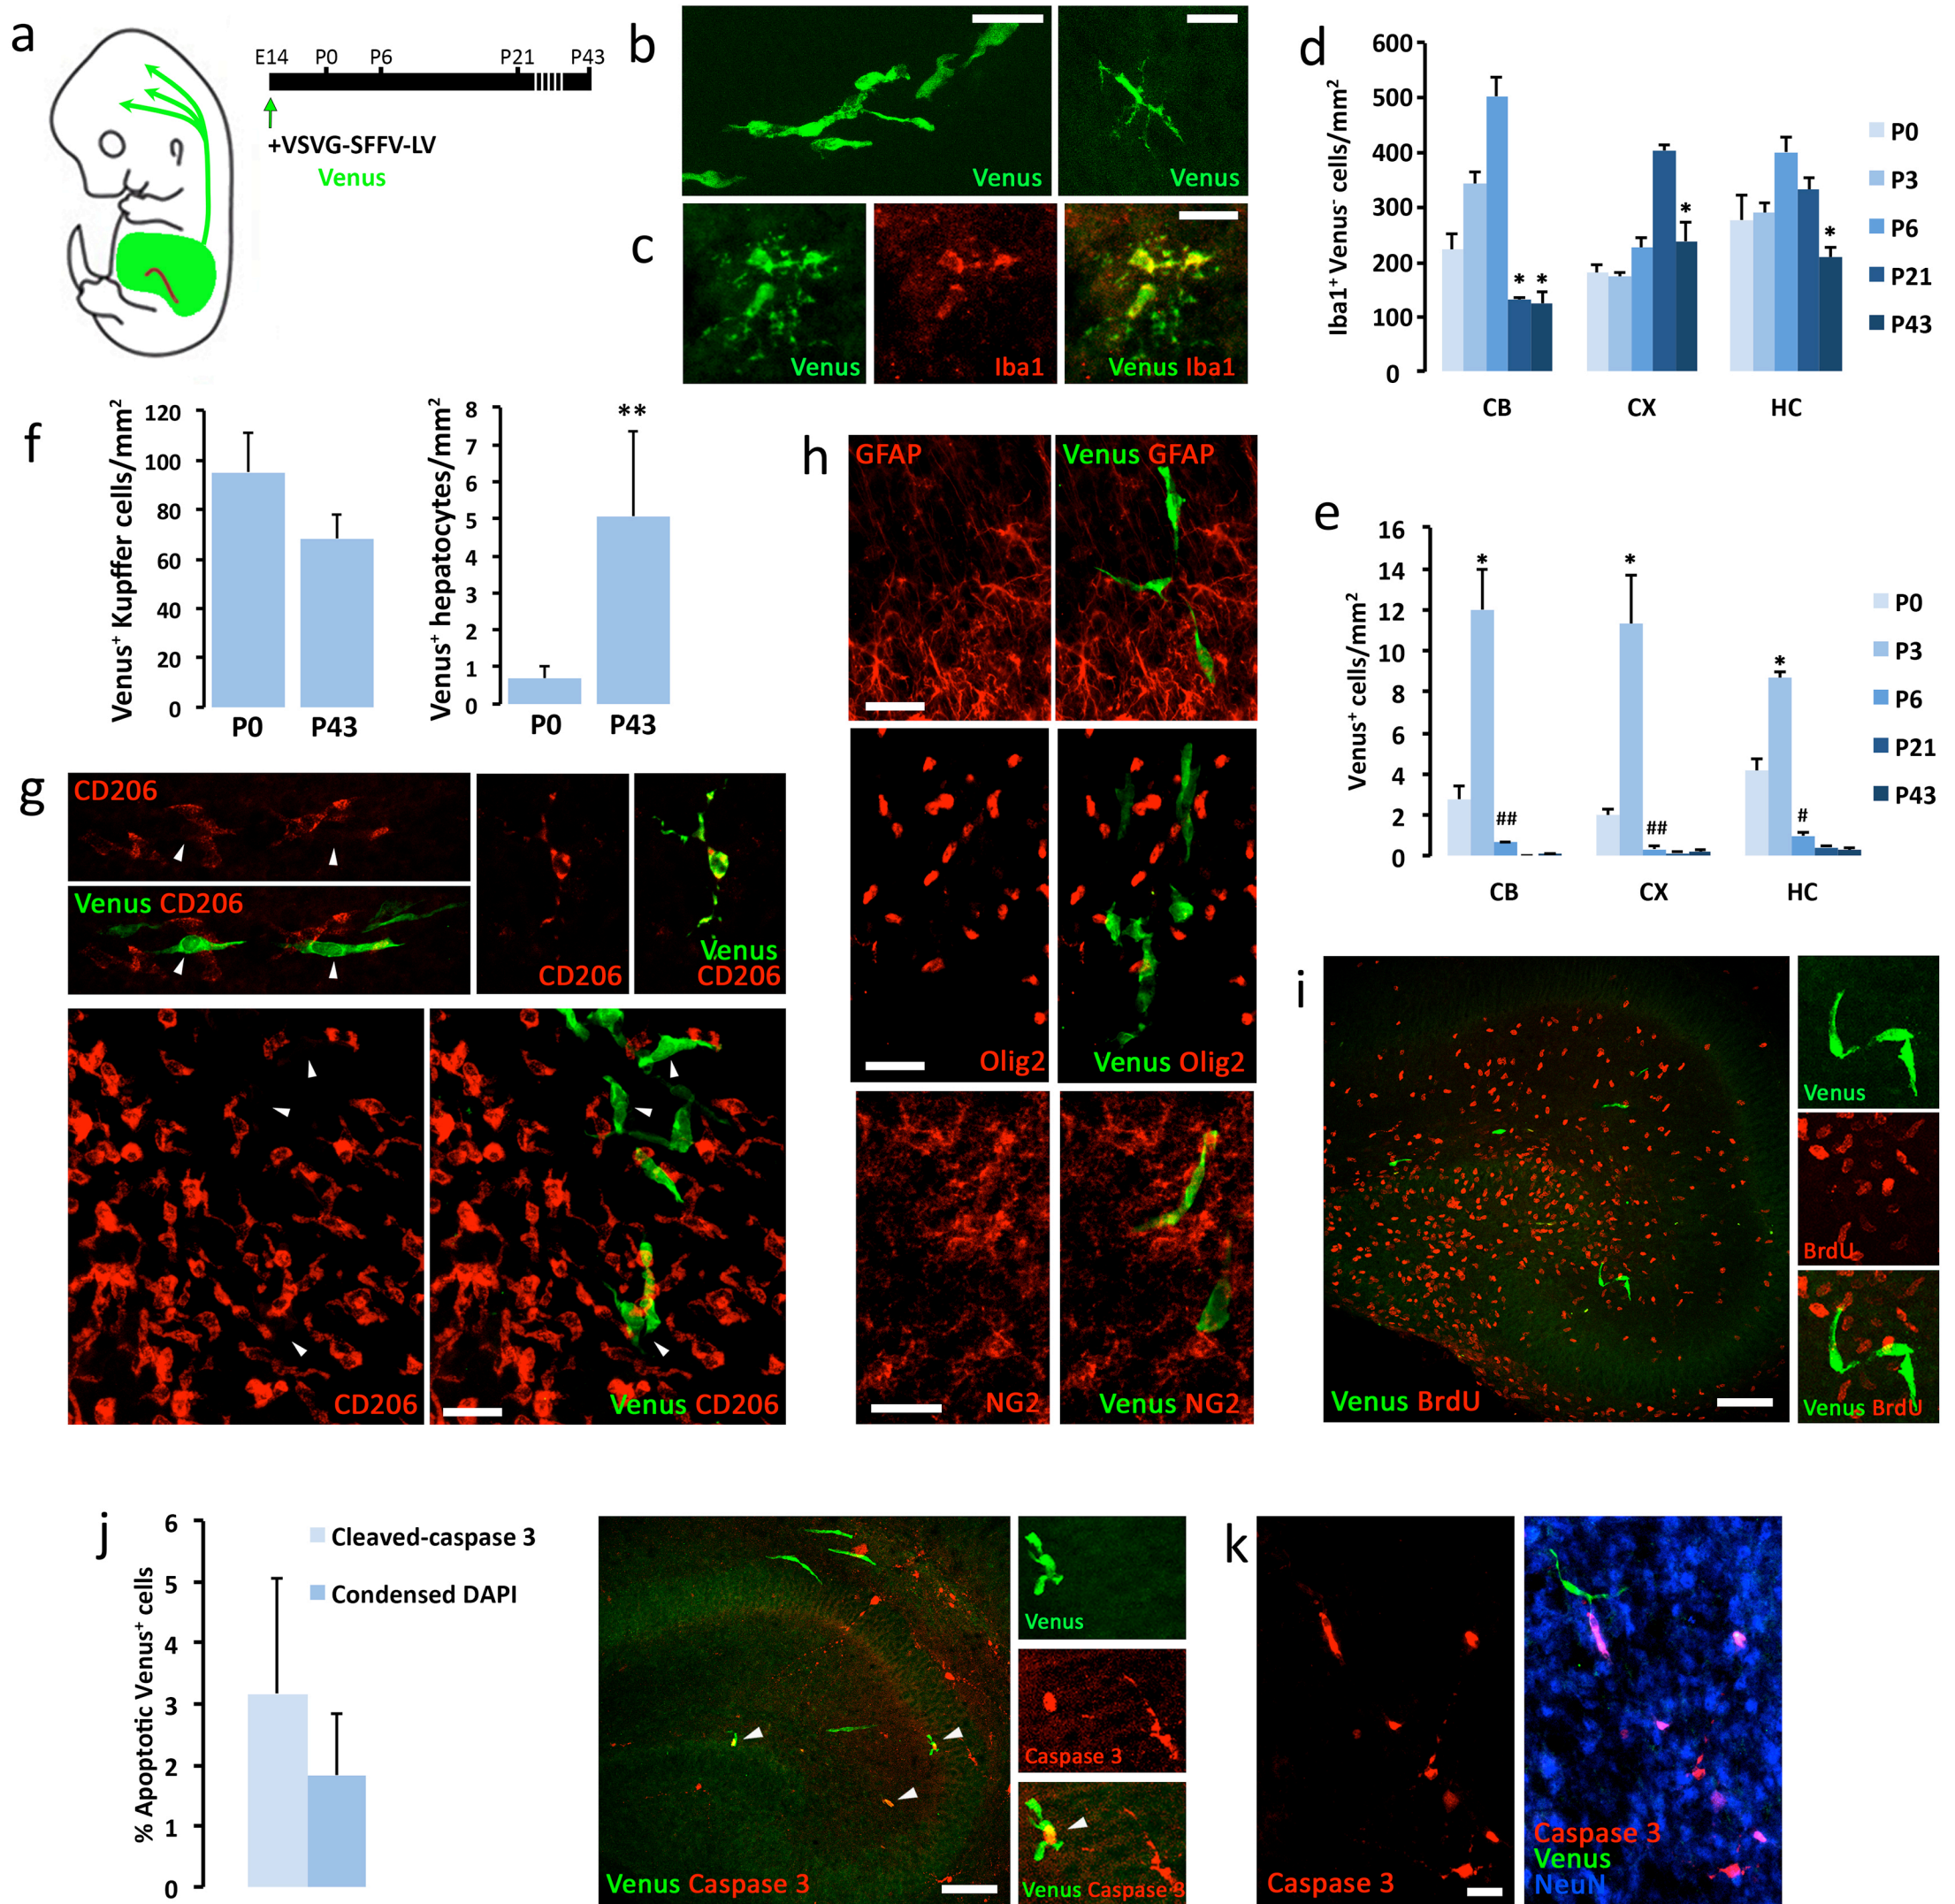 a
E14 P0 P6 P21 P43
+VSVG-SFFV-LV
Venus
b
Venus
Venus
c
Venus
Iba1
Venus Iba1
d
Iba1+ Venus- cells/mm2
600
500
400
300
200
100
0
* *
*
*
CB CX HC
P0
P3
P6
P21
P43
e
Venus+ cells/mm2
16
14
12
10
8
6
4
2
0
* * *
## ## #
CB CX HC
P0
P3
P6
P21
P43
f
Venus+ Kupffer cells/mm2
120
100
80
60
40
20
0
P0 P43
Venus+ hepatocytes/mm2
8
7
6
5
4
3
2
1
0
**
P0 P43
g
CD206
Venus CD206
CD206
Venus
CD206
CD206
Venus CD206
h
GFAP
Venus GFAP
Olig2
Venus Olig2
NG2
Venus NG2
i
Venus BrdU
Venus
BrdU
Venus BrdU
j
% Apoptotic Venus+ cells
6
5
4
3
2
1
0
Cleaved-caspase 3
Condensed DAPI
Venus Caspase 3
Venus
Caspase 3
Venus Caspase 3
k
Caspase 3
Caspase 3
Venus
NeuN